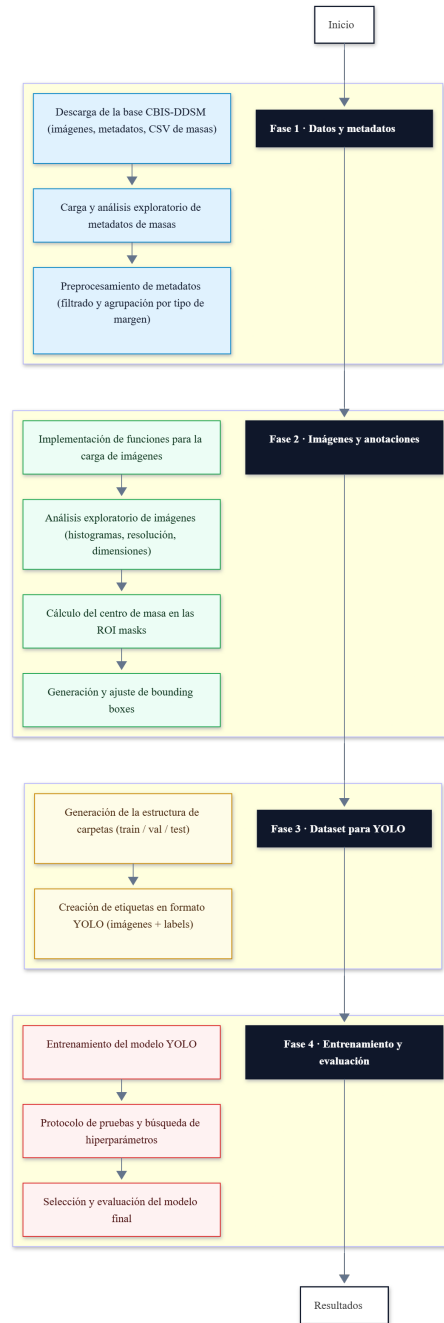 Inicio
Fase 1 · Datos y metadatos
Descarga de la base CBIS-DDSM
(imágenes, metadatos, CSV de masas)
Carga y análisis exploratorio de
metadatos de masas
Preprocesamiento de metadatos
(filtrado y agrupación por tipo de
margen)
Fase 2 · Imágenes y anotaciones
Implementación de funciones para la
carga de imágenes
Análisis exploratorio de imágenes
(histogramas, resolución,
dimensiones)
Cálculo del centro de masa en las
ROI masks
Generación y ajuste de bounding
boxes
Fase 3 · Dataset para YOLO
Generación de la estructura de
carpetas (train / val / test)
Creación de etiquetas en formato
YOLO (imágenes + labels)
Fase 4 · Entrenamiento y
evaluación
Entrenamiento del modelo YOLO
Protocolo de pruebas y búsqueda de
hiperparámetros
Selección y evaluación del modelo
final
Resultados